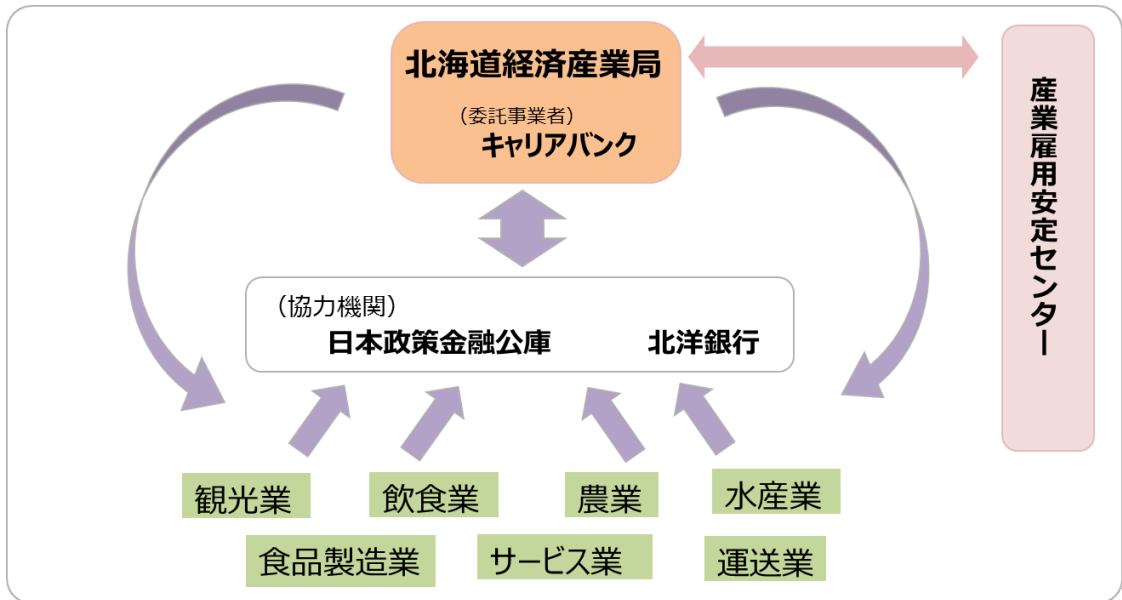 北海道経済産業局
（委託事業者）
キャリアバンク
産業雇用安定センター
（協力機関）
日本政策金融公庫 北洋銀行
観光業 飲食業 農業 水産業
食品製造業 サービス業 運送業